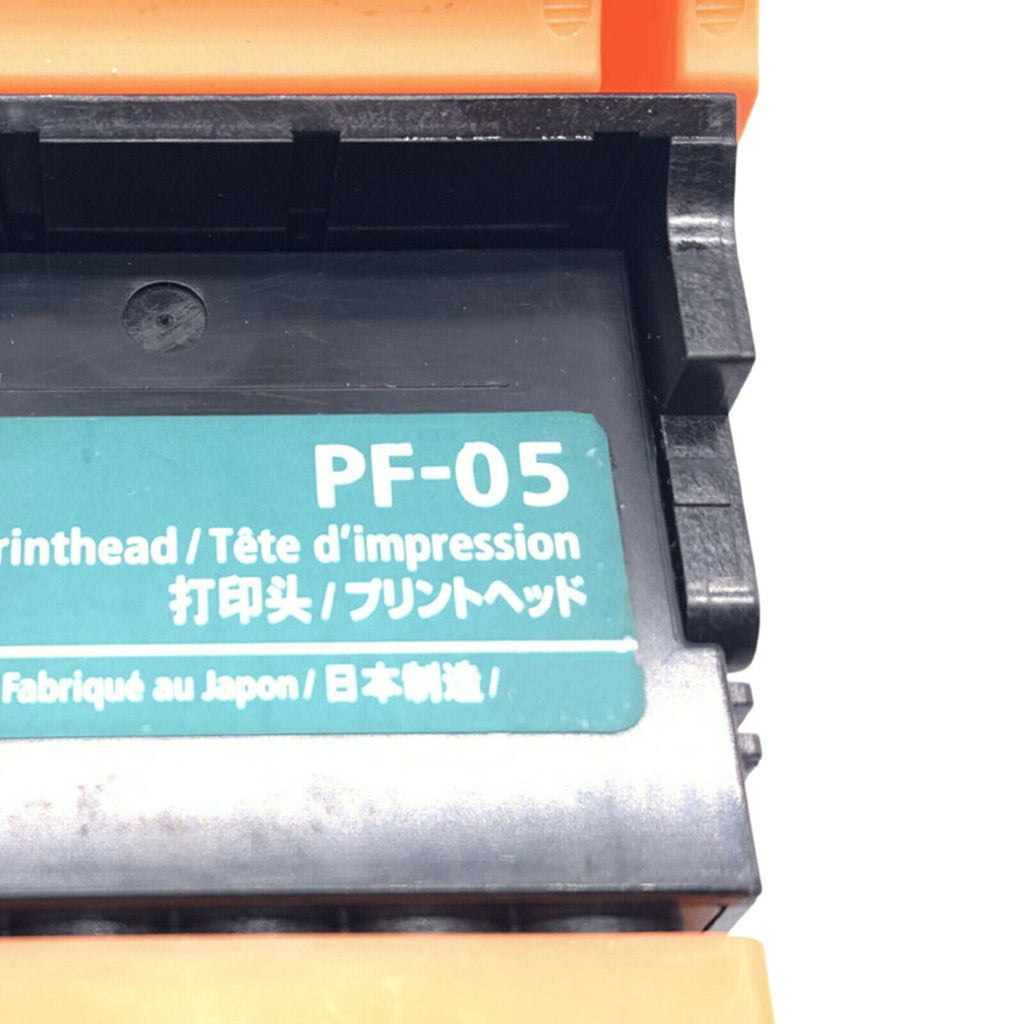 PF-05
rinthead / Tête d'impression
打印头 / プリントヘッド
Fabriqué au Japon / 日本制造 /